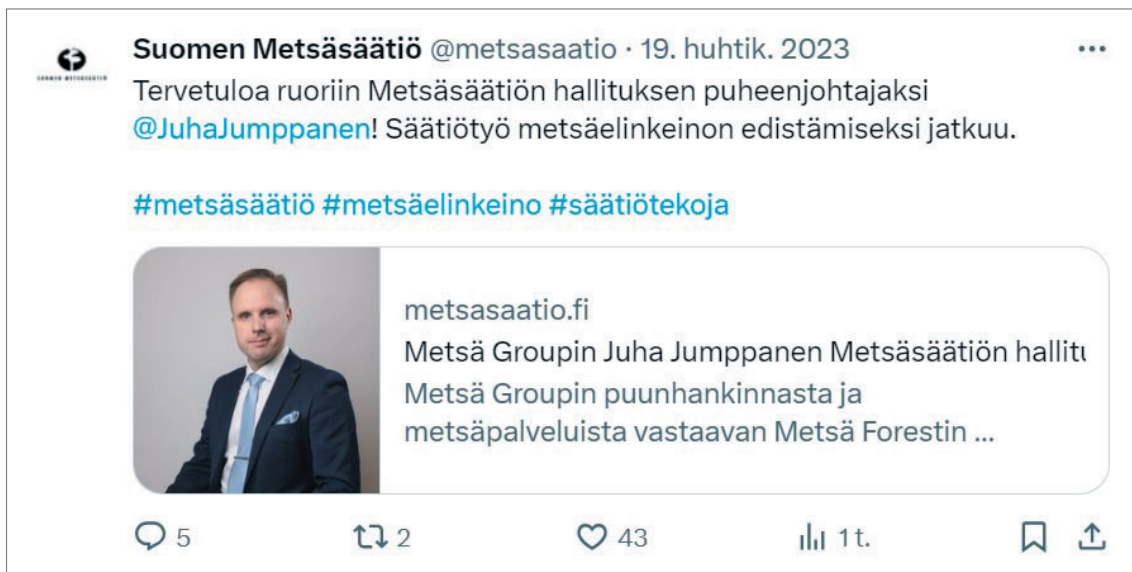 Suomen Metsäsäätiö @metsasaatio · 19. huhtik. 2023
SUOMEN METSÄSÄÄTIÖ
Tervetuloa ruoriin Metsäsäätiön hallituksen puheenjohtajaksi
@JuhaJumppanen! Säätiötyö metsäelinkeinon edistämiseksi jatkuu.
#metsäsäätiö #metsäelinkeino #säätiötekoja
metsasaatio.fi
Metsä Groupin Juha Jumppanen Metsäsäätiön hallitu
Metsä Groupin puunhankinnasta ja
metsäpalveluista vastaavan Metsä Forestin ...
5 2 43 1 t.